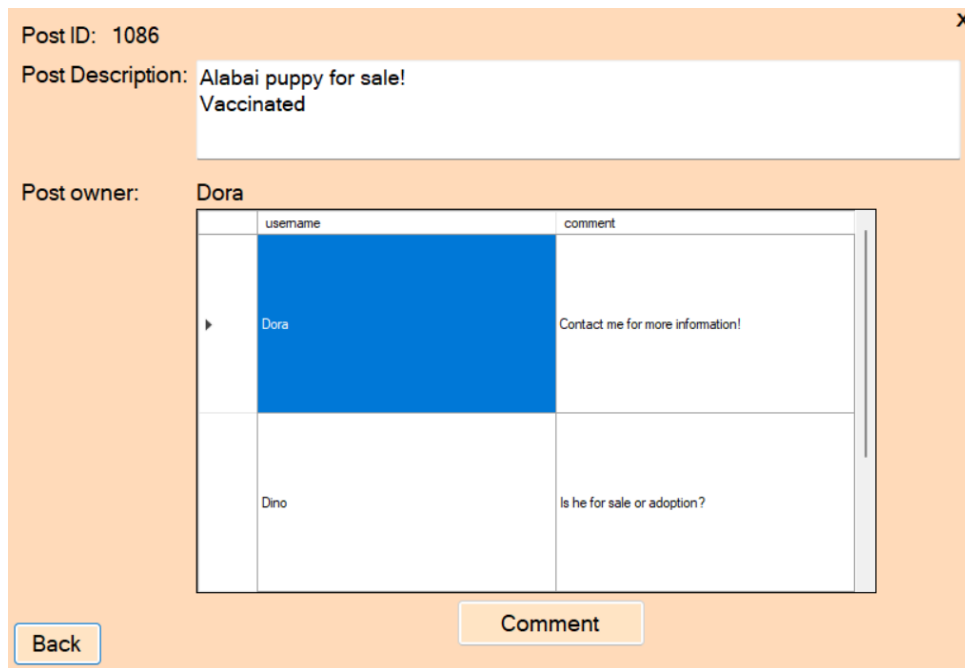 x
Post ID: 1086
Post Description: Alabai puppy for sale!
Vaccinated
Post owner: Dora
username comment
Dora Contact me for more information!
Dino Is he for sale or adoption?
Comment
Back